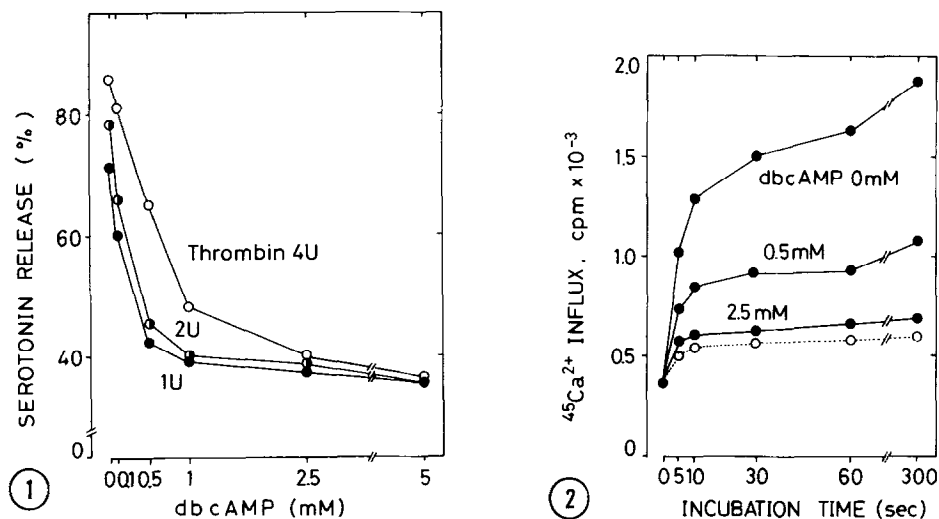 SEROTONIN RELEASE (%)
80
60
40
0
Thrombin 4U
2U
1U
0 0.1 0.5 1 2.5 5
dbcAMP (mM)
1
45Ca2+ INFLUX, cpm x 10-3
2.0
1.5
1.0
0.5
0
dbcAMP 0mM
0.5mM
2.5mM
0 5 10 30 60 300
INCUBATION TIME (sec)
2